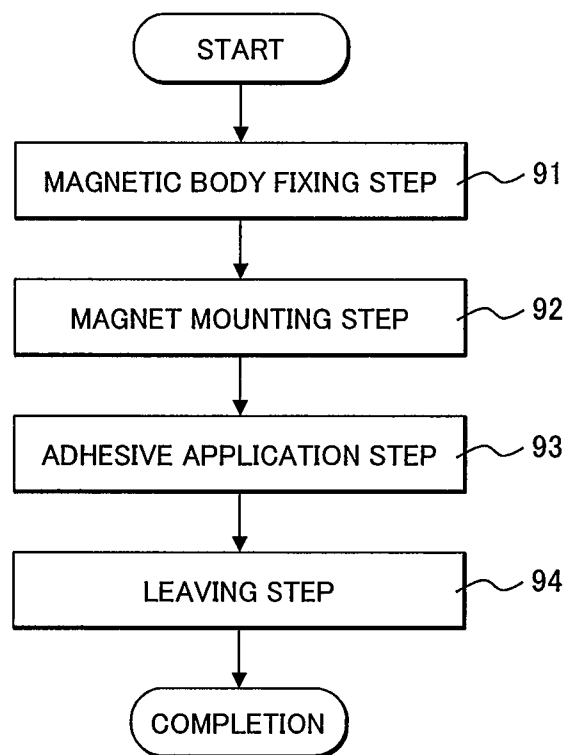 START
MAGNETIC BODY FIXING STEP 91
MAGNET MOUNTING STEP 92
ADHESIVE APPLICATION STEP 93
LEAVING STEP 94
COMPLETION